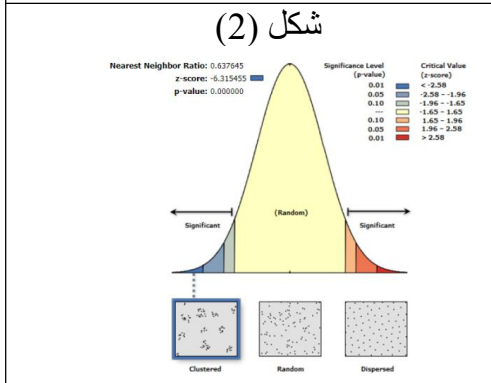 شكل (2)
Nearest Neighbor Ratio: 0.637645
z-score: -6.315455
p-value: 0.000000
Significance Level (p-value)
Critical Value (z-score)
0.01 < -2.58
0.05 -2.58 - -1.96
0.10 -1.96 - -1.65
--- -1.65 - 1.65
0.10 1.65 - 1.96
0.05 1.96 - 2.58
0.01 > 2.58
(Random)
Significant Significant
Clustered Random Dispersed